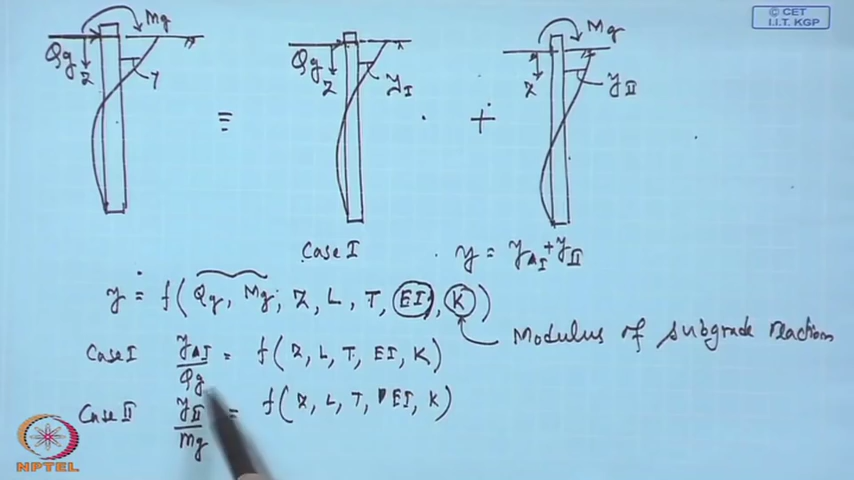 © CET
I.I.T. KGP
Mg
Qg
Z
y
≡
Qg
Z
yI
+
Mg
Z
yII
Case I
y = yAI + yII
y = f( Qg, Mg, Z, L, T, EI, K )
Modulus of subgrade reaction
Case I yAI/Qg = f( Z, L, T, EI, K )
Case II yII/Mg = f( Z, L, T, EI, K )
NPTEL